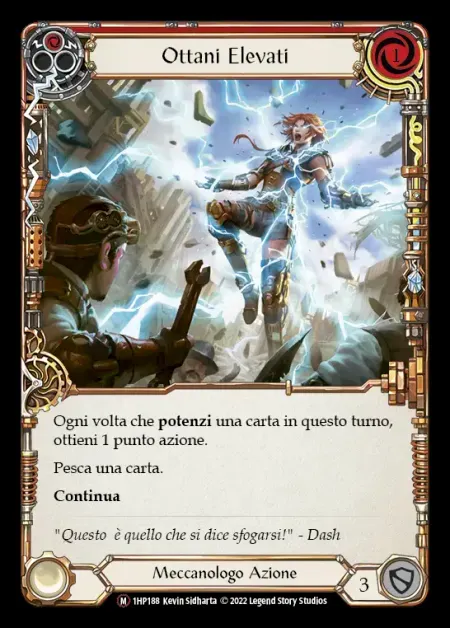 Ottani Elevati
1
Ogni volta che potenzi una carta in questo turno,
ottieni 1 punto azione.
Pesca una carta.
Continua
"Questo è quello che si dice sfogarsi!" - Dash
Meccanologo Azione
3
M 1HP188 Kevin Sidharta © 2022 Legend Story Studios